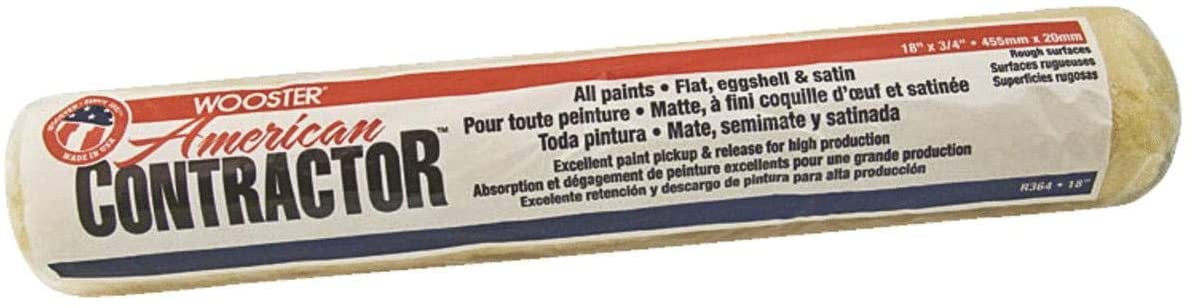 WOOSTER®
American
CONTRACTOR™
MADE IN USA
18" x 3/4" • 455mm x 20mm
Rough surfaces
Surfaces rugueuses
Superficies rugosas
All paints • Flat, eggshell & satin
Pour toute peinture • Matte, à fini coquille d'œuf et satinée
Toda pintura • Mate, semimate y satinada
Excellent paint pickup & release for high production
Absorption et dégagement de peinture excellents pour une grande production
Excelente retención y descargo de pintura para alta producción
R364 • 18"